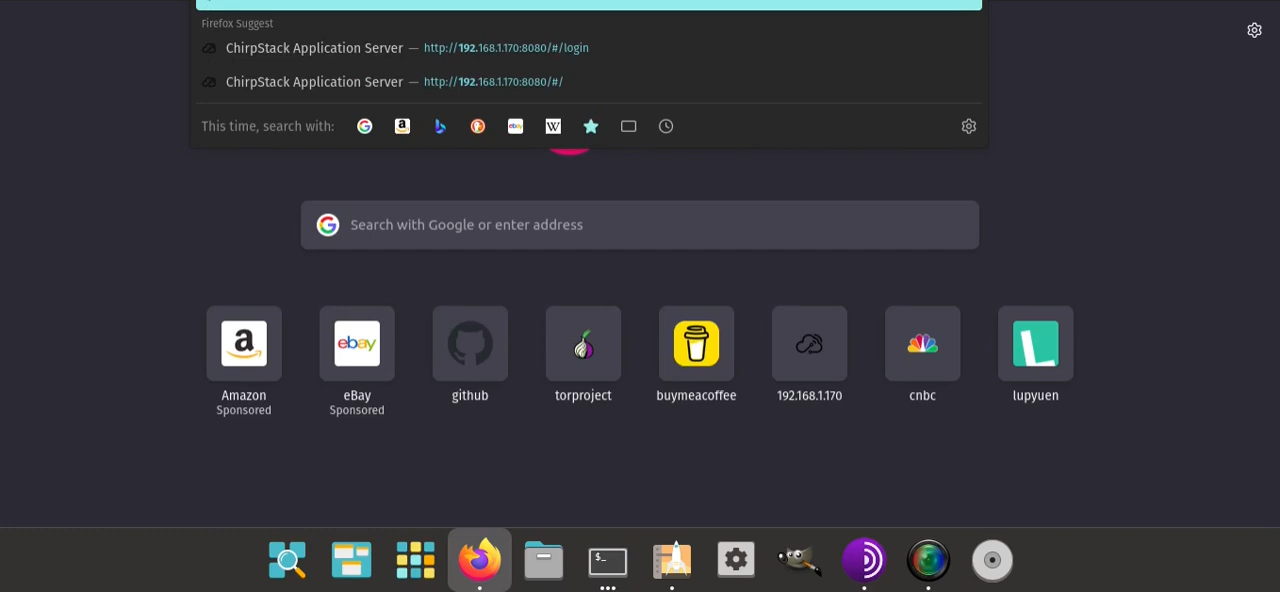 Firefox Suggest
ChirpStack Application Server — http://192.168.1.170:8080/#/login
ChirpStack Application Server — http://192.168.1.170:8080/#/
This time, search with:
a
b
ebay
W
G Search with Google or enter address
a
ebay
L
Amazon eBay github torproject buymeacoffee 192.168.1.170 cnbc lupyuen
Sponsored Sponsored
$_